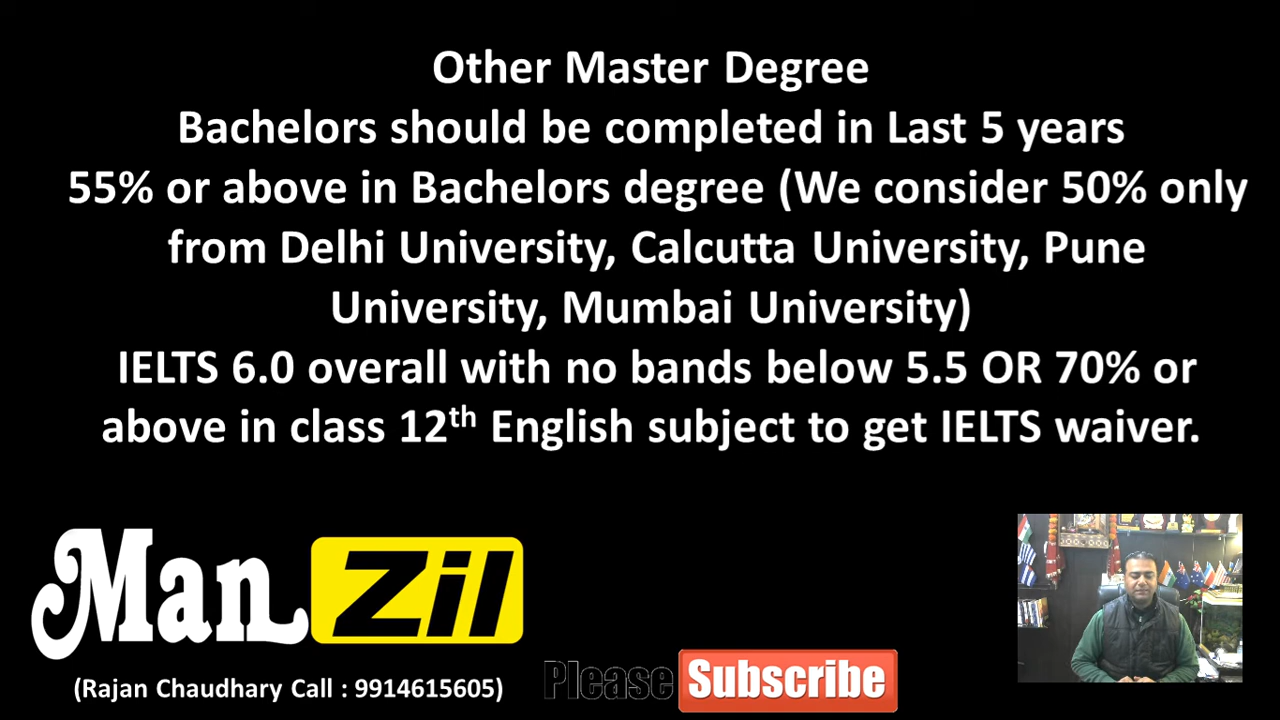 Other Master Degree
Bachelors should be completed in Last 5 years
55% or above in Bachelors degree (We consider 50% only
from Delhi University, Calcutta University, Pune
University, Mumbai University)
IELTS 6.0 overall with no bands below 5.5 OR 70% or
above in class 12th English subject to get IELTS waiver.
Man Zil
(Rajan Chaudhary Call : 9914615605)
Please Subscribe